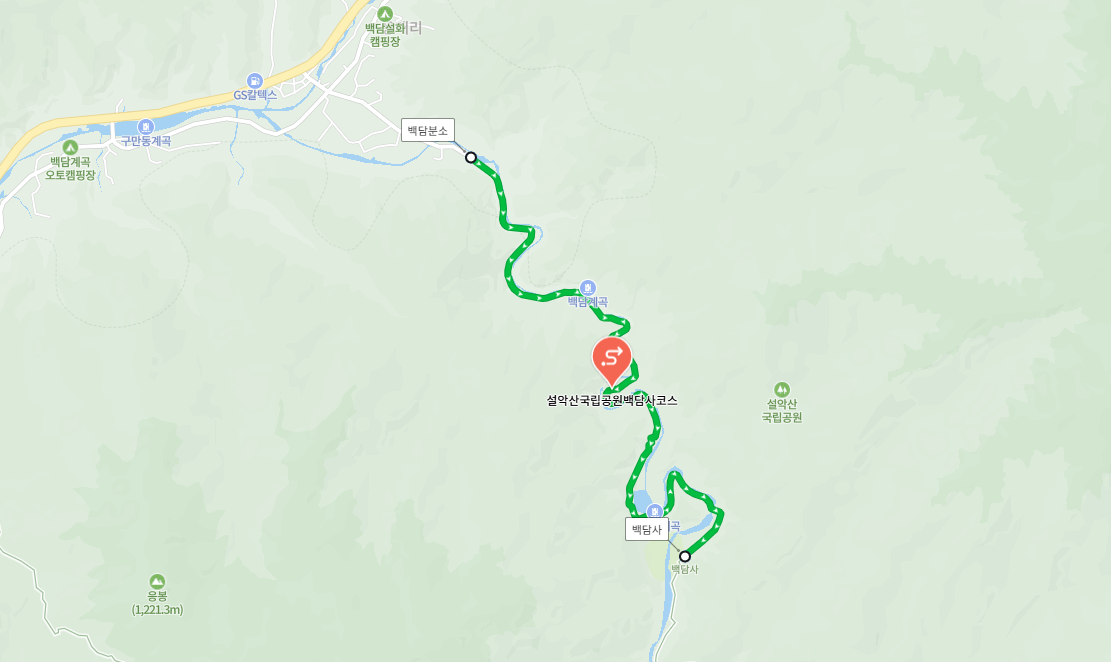 백담설화
캠핑장
리
GS칼텍스
구만동계곡
백담분소
백담계곡
오토캠핑장
백담계곡
설악산국립공원백담사코스
설악산
국립공원
곡
백담사
백담사
응봉
(1,221.3m)